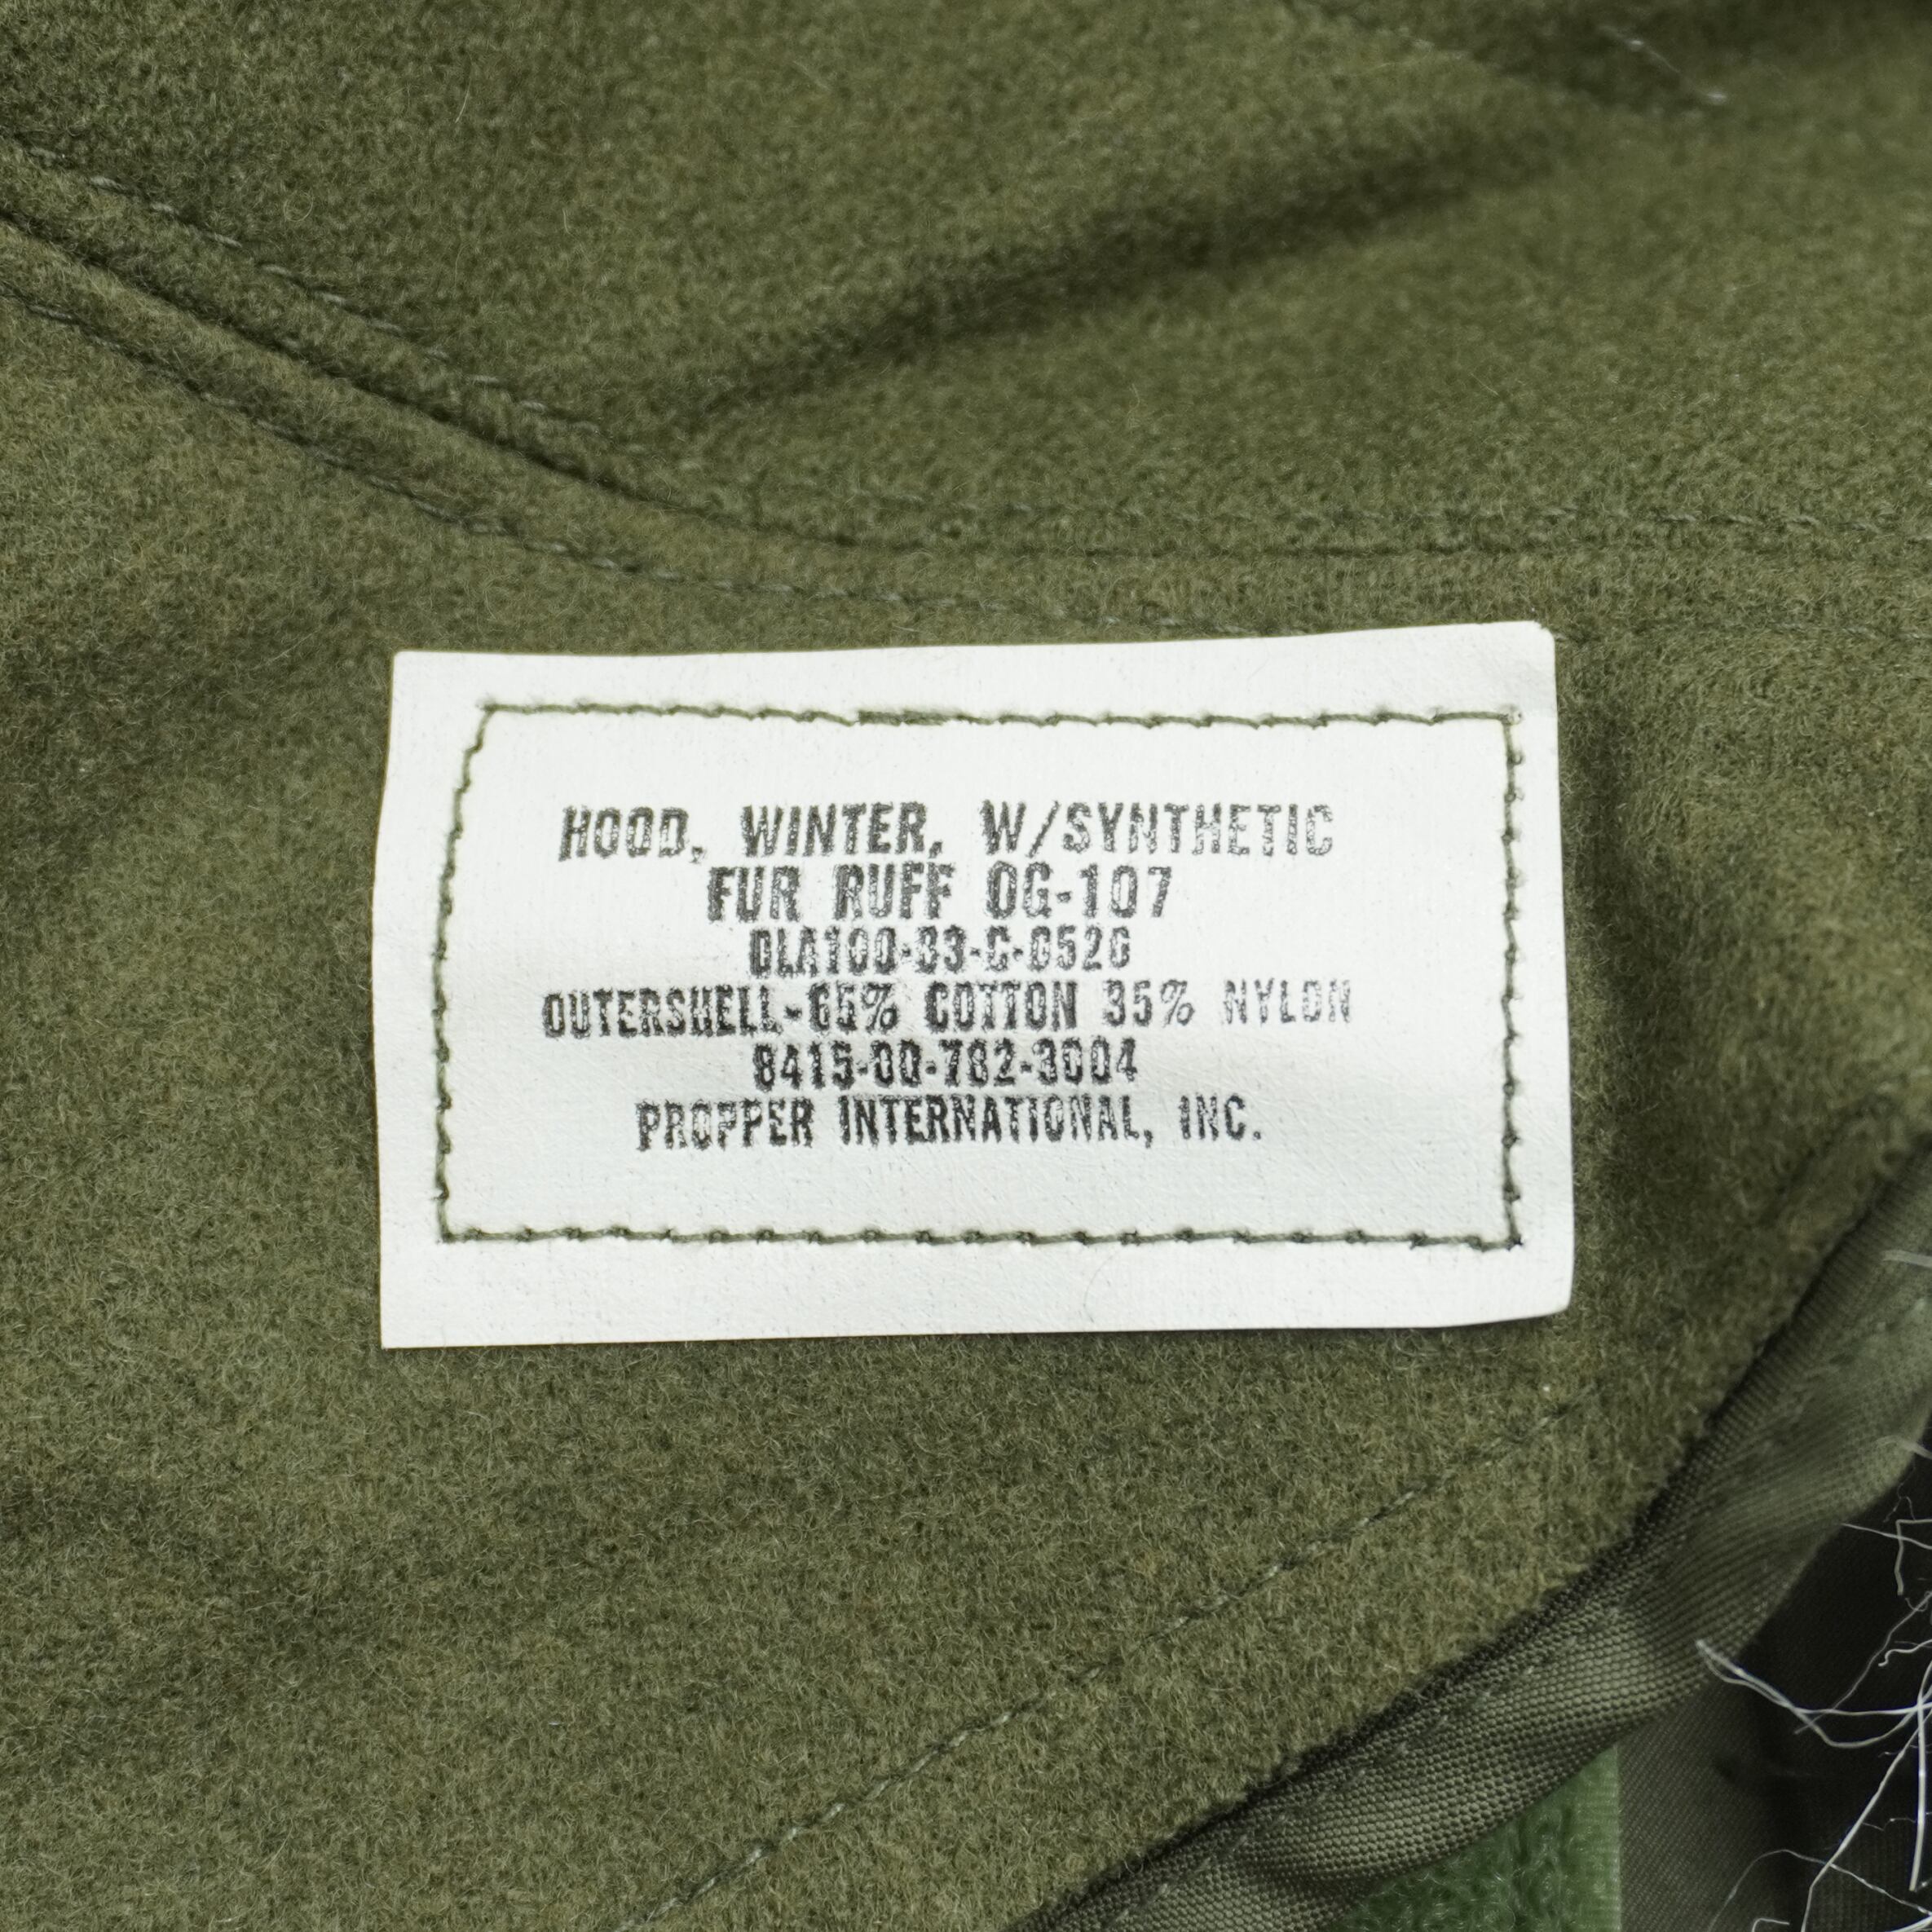 HOOD, WINTER, W/SYNTHETIC
FUR RUFF OG-107
DLA100-83-C-0520
OUTERSHELL-65% COTTON 35% NYLON
8415-00-782-3004
PROPPER INTERNATIONAL, INC.